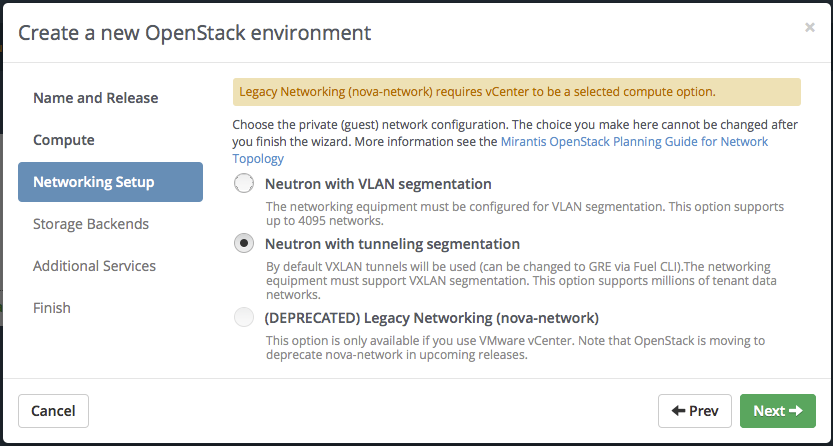 Create a new OpenStack environment
×
Name and Release
Compute
Networking Setup
Storage Backends
Additional Services
Finish
Legacy Networking (nova-network) requires vCenter to be a selected compute option.
Choose the private (guest) network configuration. The choice you make here cannot be changed after
you finish the wizard. More information see the Mirantis OpenStack Planning Guide for Network
Topology
Neutron with VLAN segmentation
The networking equipment must be configured for VLAN segmentation. This option supports
up to 4095 networks.
Neutron with tunneling segmentation
By default VXLAN tunnels will be used (can be changed to GRE via Fuel CLI).The networking
equipment must support VXLAN segmentation. This option supports millions of tenant data
networks.
(DEPRECATED) Legacy Networking (nova-network)
This option is only available if you use VMware vCenter. Note that OpenStack is moving to
deprecate nova-network in upcoming releases.
Cancel
Prev
Next